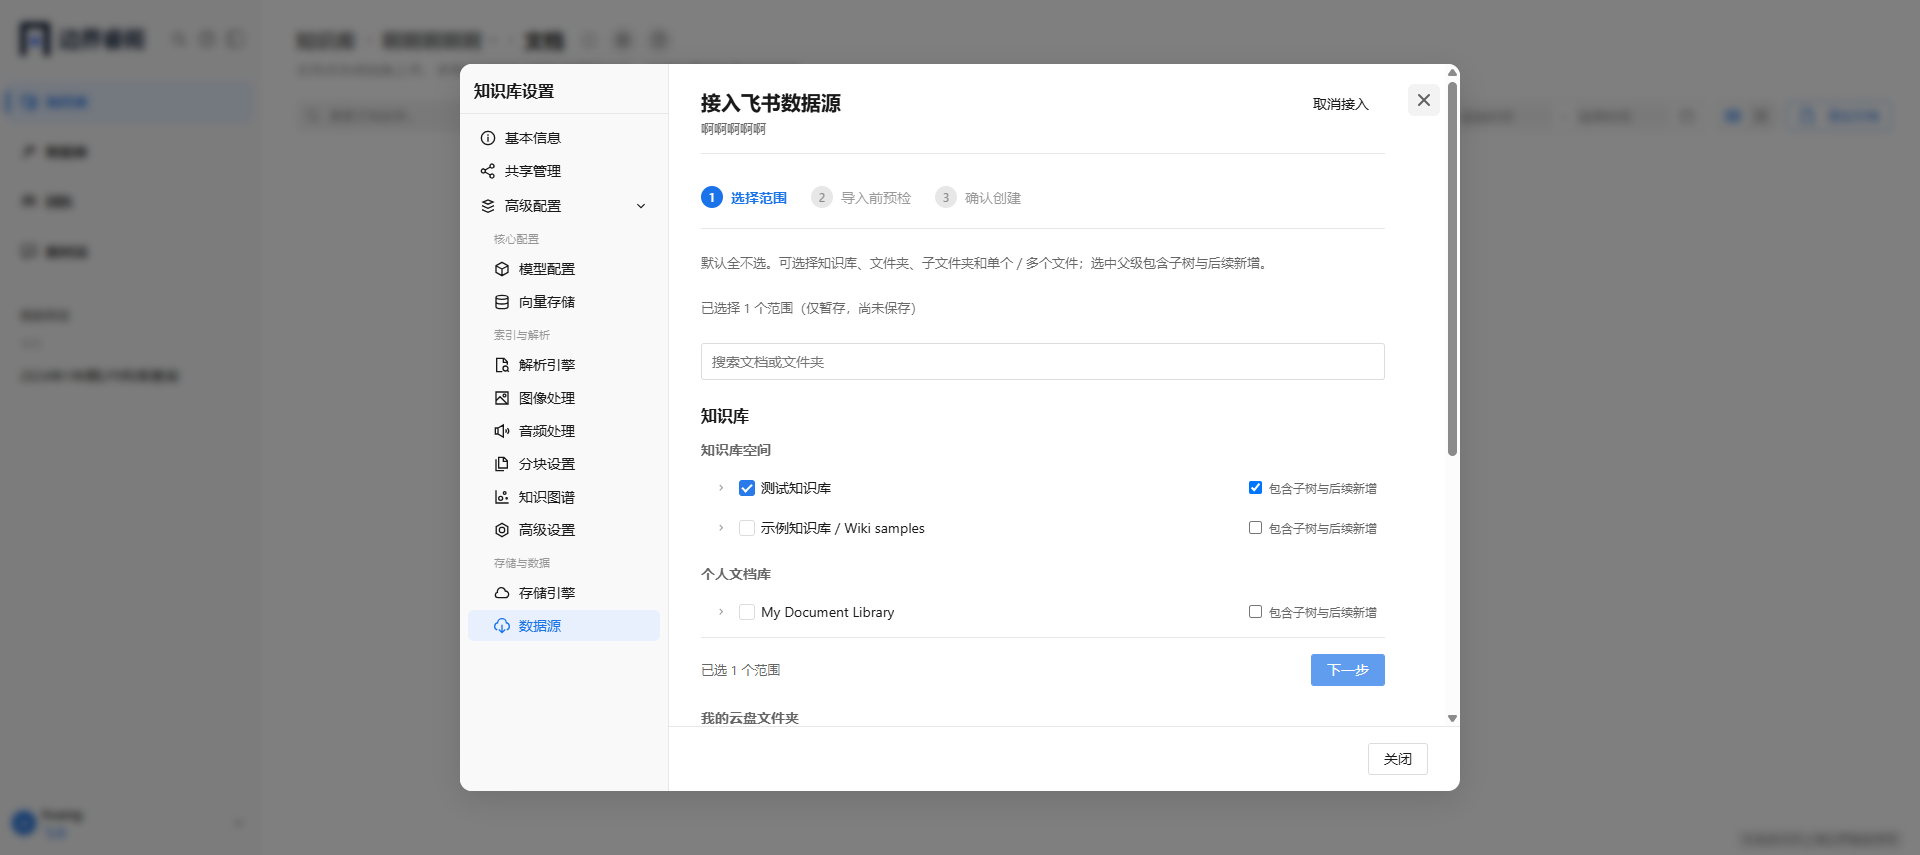 知识库设置
基本信息
共享管理
高级配置
核心配置
模型配置
向量存储
索引与解析
解析引擎
图像处理
音频处理
分块设置
知识图谱
高级设置
存储与数据
存储引擎
数据源
接入飞书数据源
取消接入
啊啊啊啊啊
1 选择范围 2 导入前预检 3 确认创建
默认全不选。可选择知识库、文件夹、子文件夹和单个 / 多个文件；选中父级包含子树与后续新增。
已选择 1 个范围（仅暂存，尚未保存）
搜索文档或文件夹
知识库
知识库空间
测试知识库 包含子树与后续新增
示例知识库 / Wiki samples 包含子树与后续新增
个人文档库
My Document Library 包含子树与后续新增
已选 1 个范围 下一步
我的云盘文件夹
关闭